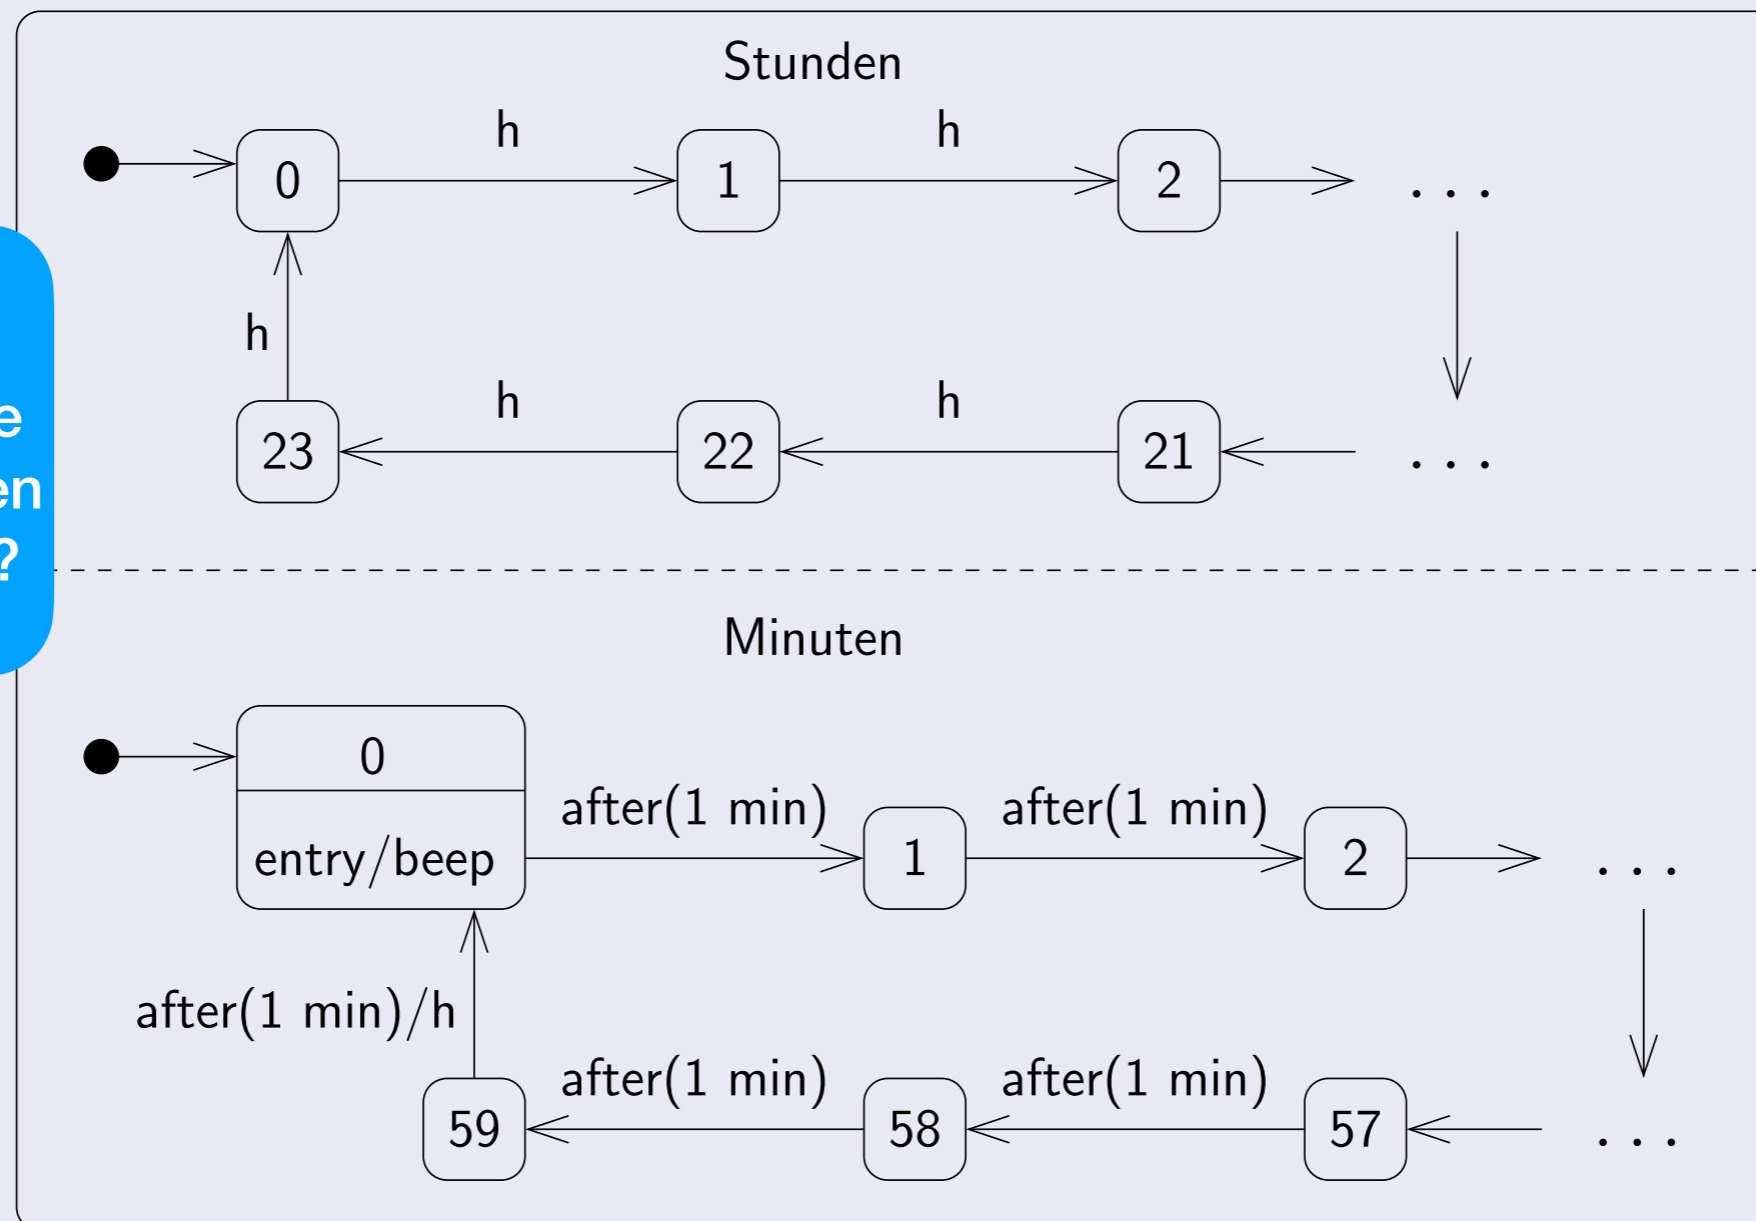 Stunden
h h
0 1 2 ...
h
h h
23 22 21 ...
?
Minuten
0
after(1 min) after(1 min)
entry/beep 1 2 ...
after(1 min)/h
after(1 min) after(1 min)
59 58 57 ...